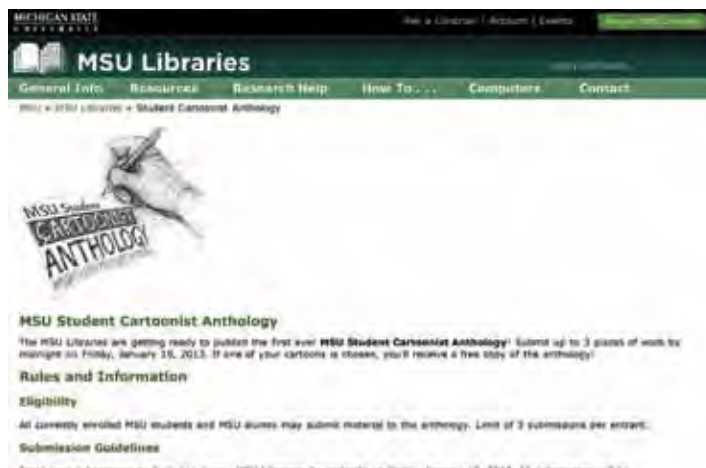 MICHIGAN STATE
UNIVERSITY
Ask a Librarian | Account | Events
MSU Libraries
General Info Resources Research Help How To . . . Computers Contact
MSU » MSU Libraries » Student Cartoonist Anthology
MSU Student
CARTOONIST
ANTHOLOGY
MSU Student Cartoonist Anthology
The MSU Libraries are getting ready to publish the first ever MSU Student Cartoonist Anthology! Submit up to 3 pieces of work by
midnight on Friday, January 2013. If one of your cartoons is chosen, you'll receive a free copy of the anthology!
Rules and Information
Eligibility
All currently enrolled MSU students and MSU alumni may submit material to the anthology. Limit of 3 submissions per entrant.
Submission Guidelines